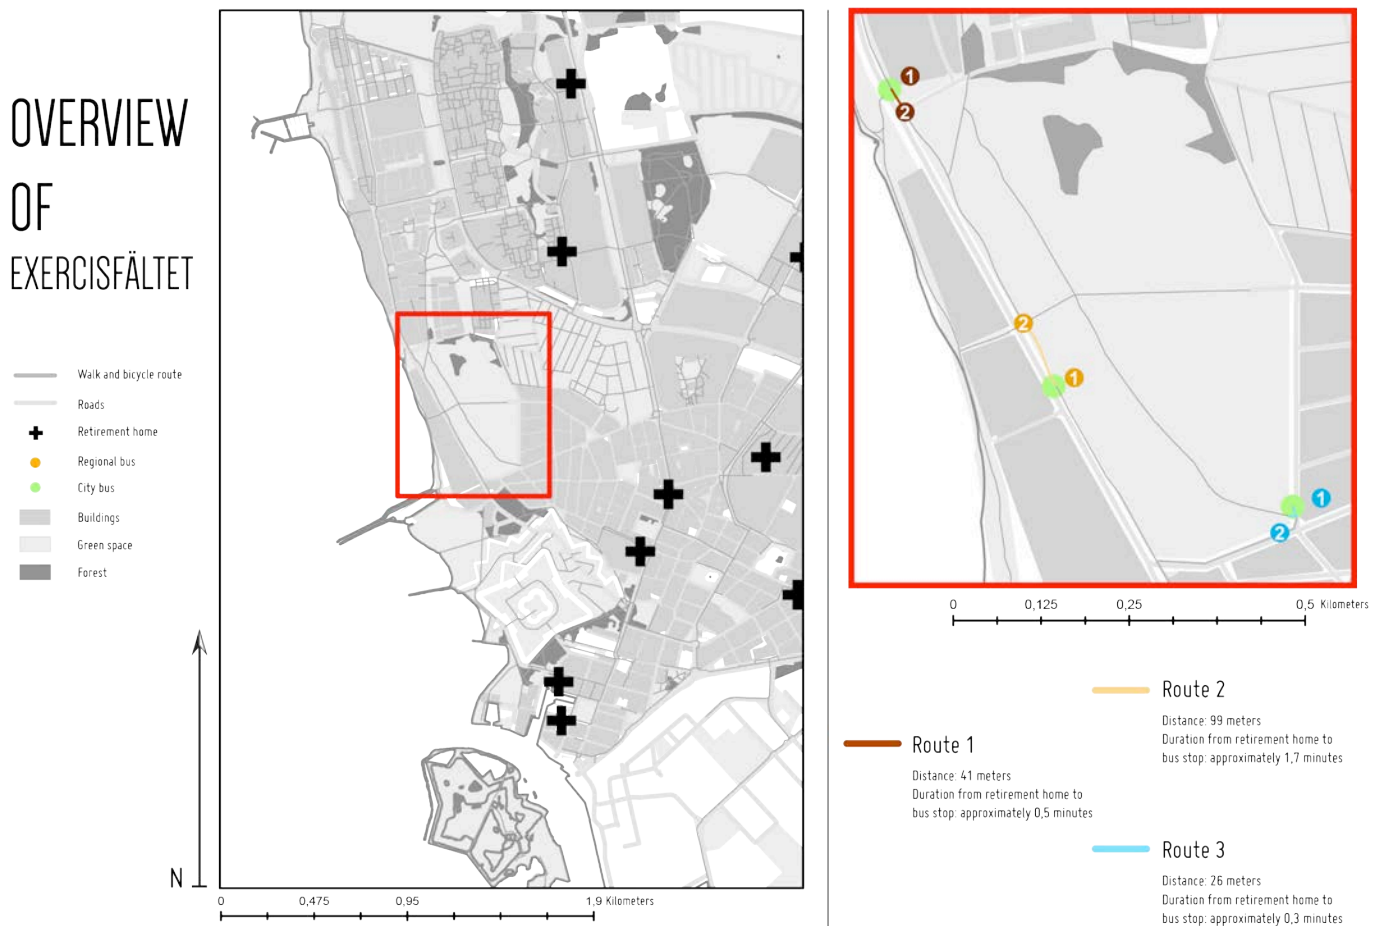 OVERVIEW
OF
EXERCISFÄLTET
Walk and bicycle route
Roads
Retirement home
Regional bus
City bus
Buildings
Green space
Forest
N
0 0,475 0,95 1,9 Kilometers
1
2
2
1
1
2
0 0,125 0,25 0,5 Kilometers
Route 1
Distance: 41 meters
Duration from retirement home to
bus stop: approximately 0,5 minutes
Route 2
Distance: 99 meters
Duration from retirement home to
bus stop: approximately 1,7 minutes
Route 3
Distance: 26 meters
Duration from retirement home to
bus stop: approximately 0,3 minutes